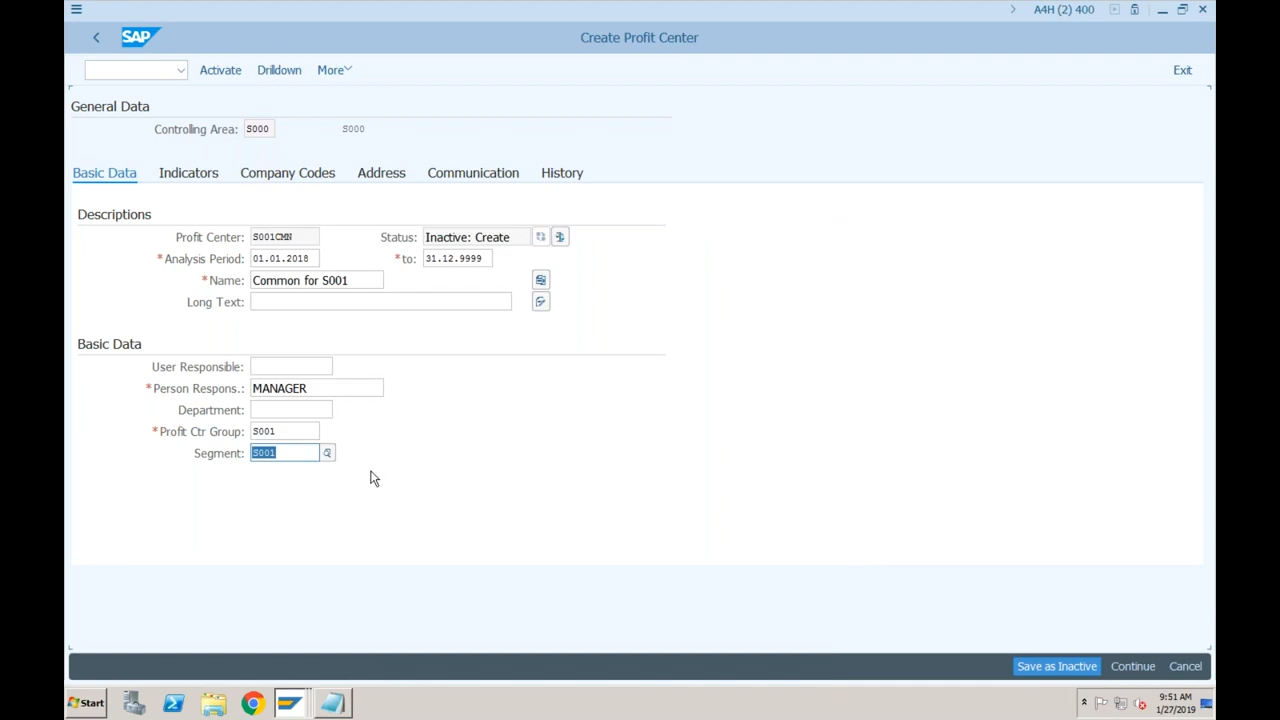 A4H (2) 400
SAP
Create Profit Center
Activate Drilldown More Exit
General Data
Controling Area: S000 S000
Basic Data Indicators Company Codes Address Communication History
Descriptions
Profit Center: S001CMN Status: Inactive: Create
*Analysis Period: 01.01.2018 *to: 31.12.9999
*Name: Common for S001
Long Text:
Basic Data
User Responsible:
*Person Respons.: MANAGER
Department:
*Profit Ctr Group: S001
Segment: S001
Save as Inactive Continue Cancel
Start
9:51 AM
1/27/2019